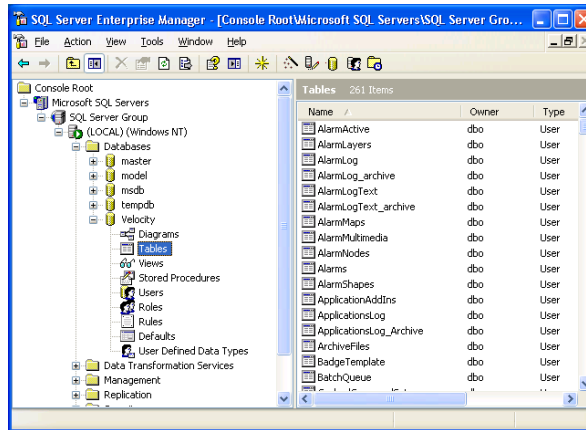 SQL Server Enterprise Manager - [Console Root\Microsoft SQL Servers\SQL Server Gro...
File Action View Tools Window Help
Console Root
Microsoft SQL Servers
SQL Server Group
(LOCAL) (Windows NT)
Databases
master
model
msdb
tempdb
Velocity
Diagrams
Tables
Views
Stored Procedures
Users
Roles
Rules
Defaults
User Defined Data Types
Data Transformation Services
Management
Replication
Tables 261 Items
Name Owner Type
AlarmActive dbo User
AlarmLayers dbo User
AlarmLog dbo User
AlarmLog_archive dbo User
AlarmLogText dbo User
AlarmLogText_archive dbo User
AlarmMaps dbo User
AlarmMultimedia dbo User
AlarmNodes dbo User
Alarms dbo User
AlarmShapes dbo User
ApplicationAddIns dbo User
ApplicationsLog dbo User
ApplicationsLog_Archive dbo User
ArchiveFiles dbo User
BadgeTemplate dbo User
BatchQueue dbo User